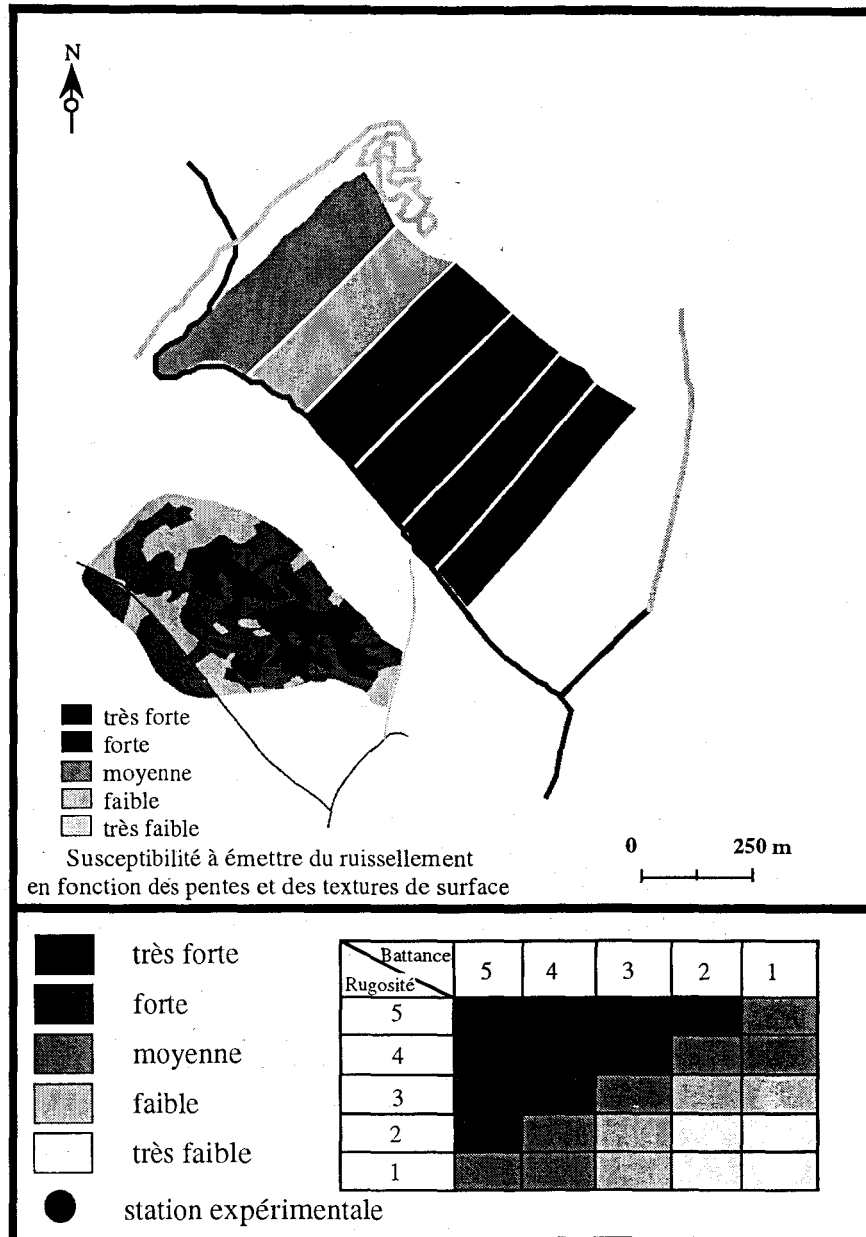 N
très forte
forte
moyenne
faible
très faible
Susceptibilité à émettre du ruissellement
en fonction des pentes et des textures de surface
0 250 m
très forte
forte
moyenne
faible
très faible
station expérimentale
Battance
Rugosité
5 4 3 2 1
5
4
3
2
1